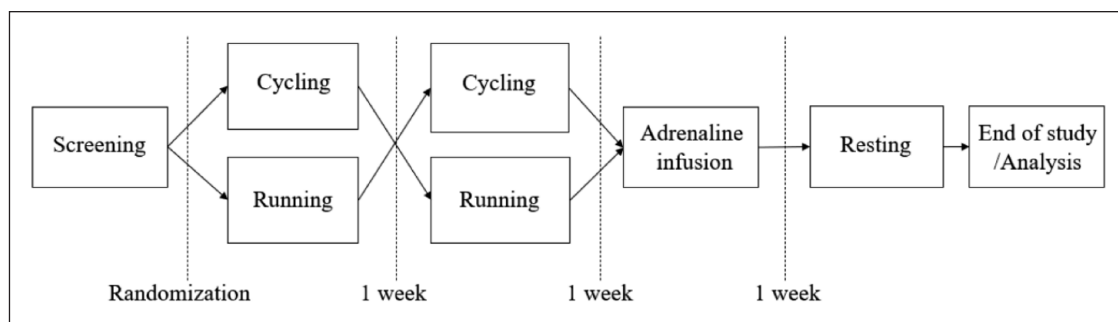 Screening
Cycling
Running
Cycling
Running
Adrenaline
infusion
Resting
End of study
/Analysis
Randomization
1 week
1 week
1 week